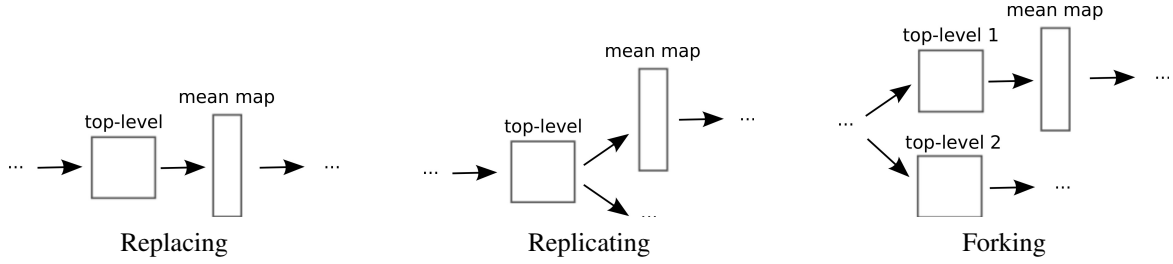 mean map
top-level
...
...
Replacing
mean map
top-level
...
...
...
Replicating
mean map
top-level 1
...
...
top-level 2
...
Forking